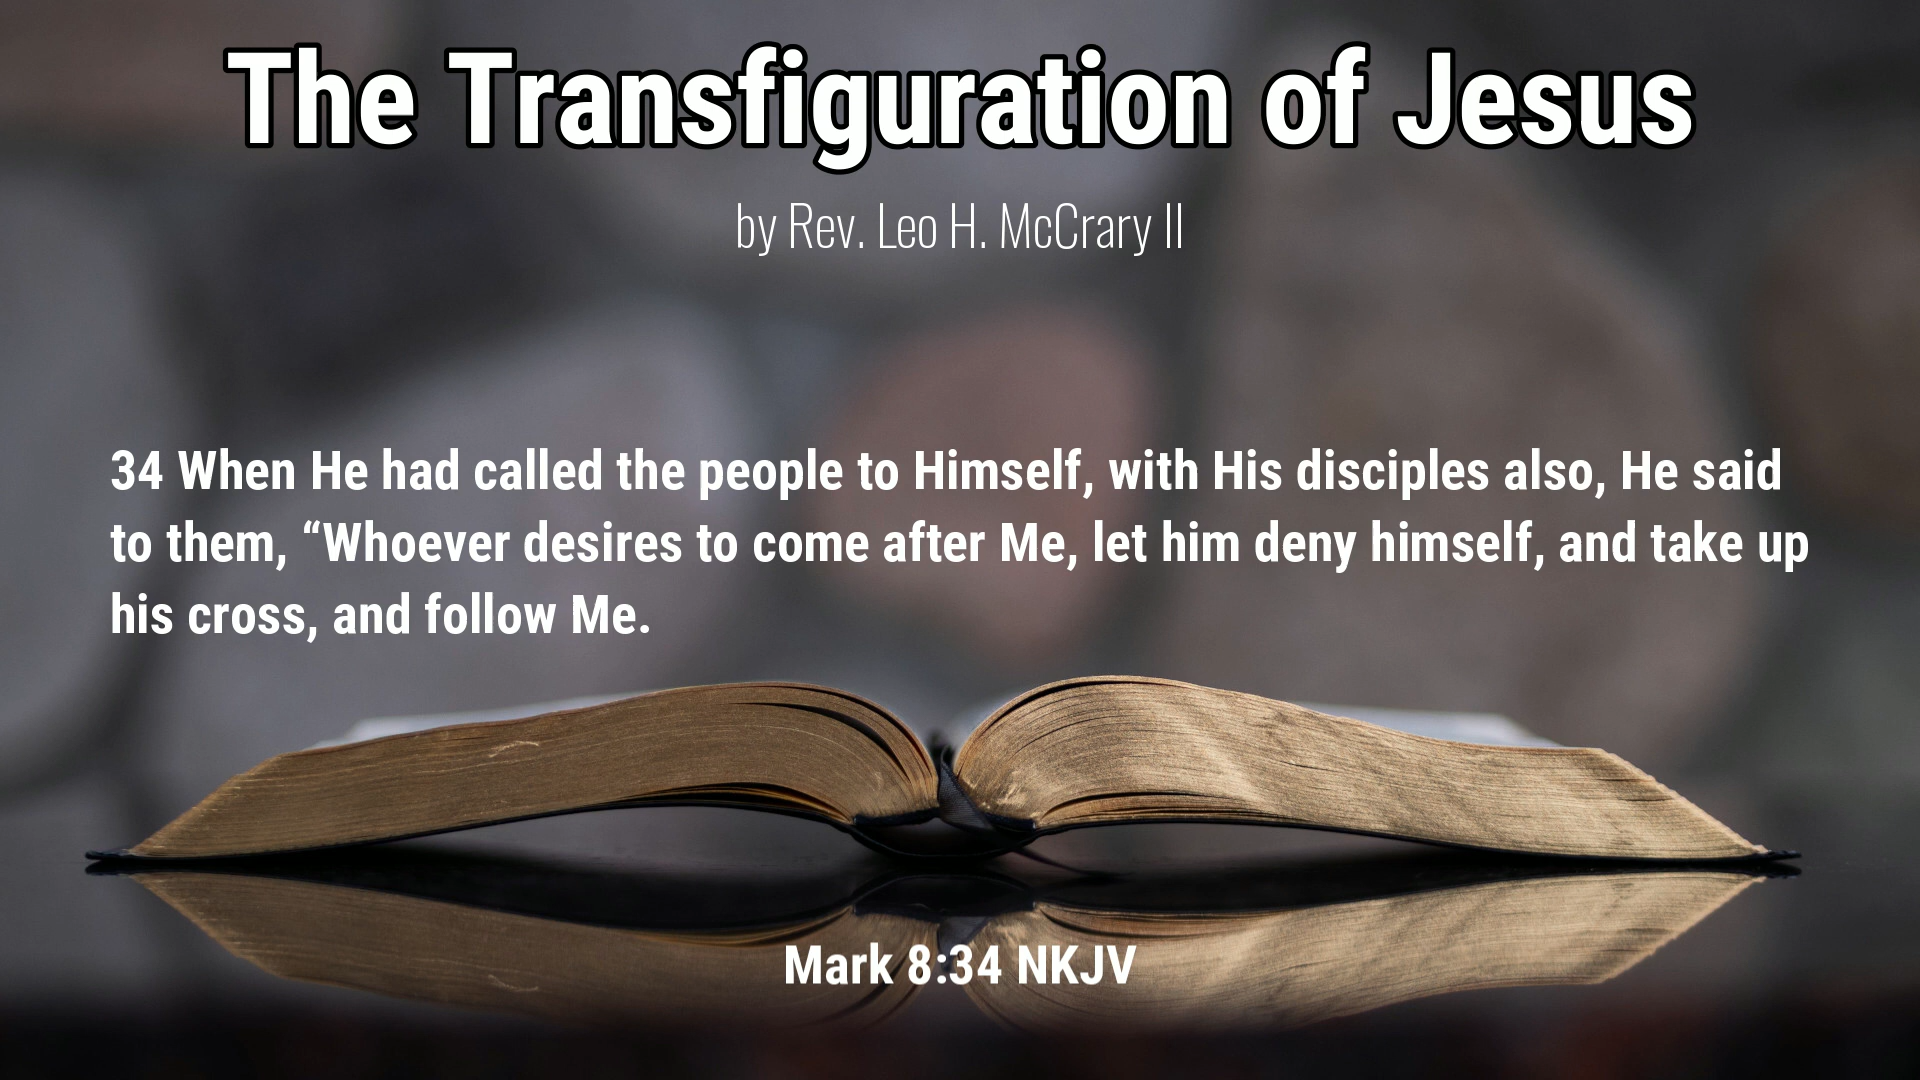 The Transfiguration of Jesus
by Rev. Leo H. McCrary II
34 When He had called the people to Himself, with His disciples also, He said
to them, “Whoever desires to come after Me, let him deny himself, and take up
his cross, and follow Me.
Mark 8:34 NKJV